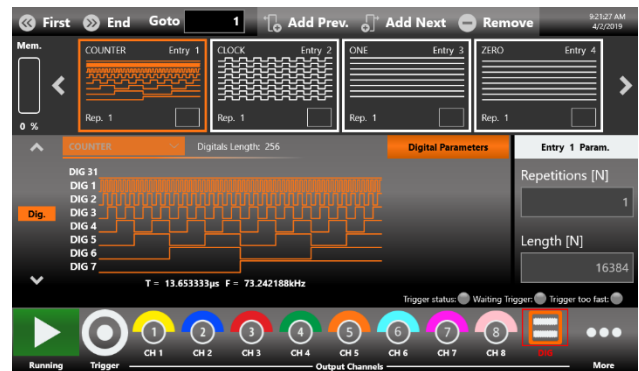 First End Goto 1 Add Prev. Add Next Remove 9:21:27 AM
4/2/2019
Mem.
0 %
COUNTER Entry 1
Rep. 1
CLOCK Entry 2
Rep. 1
ONE Entry 3
Rep. 1
ZERO Entry 4
Rep. 1
COUNTER Digitals Length: 256 Digital Parameters Entry 1 Param.
Dig.
DIG 31
DIG 1
DIG 2
DIG 3
DIG 4
DIG 5
DIG 6
DIG 7
T = 13.653333µs F = 73.242188kHz
Repetitions [N]
1
Length [N]
16384
Trigger status: Waiting Trigger: Trigger too fast:
1 2 3 4 5 6 7 8
CH 1 CH 2 CH 3 CH 4 CH 5 CH 6 CH 7 CH 8 DIG
Running Trigger Output Channels More